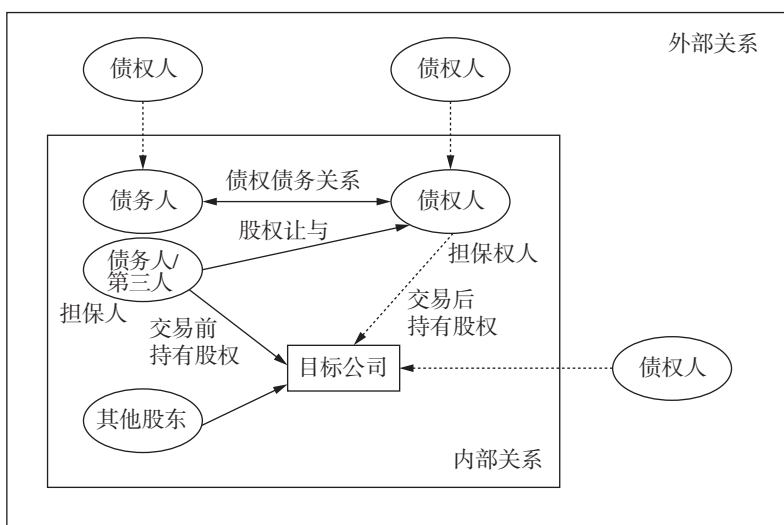 外部关系
债权人
债权人
债务人
债权债务关系
债权人
股权让与
债务人/
第三人
担保权人
担保人
交易前
持有股权
交易后
持有股权
目标公司
债权人
其他股东
内部关系